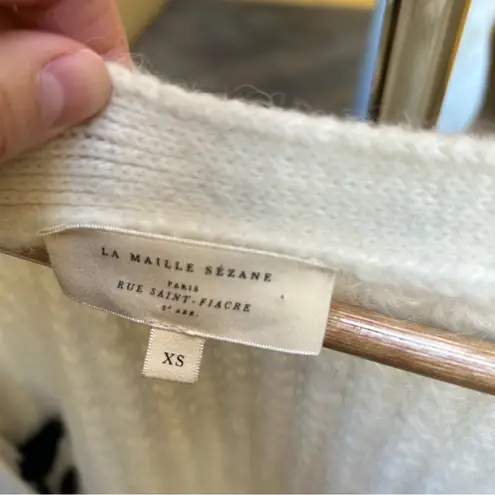 LA MAILLE SÉZANE
PARIS
RUE SAINT-FIACRE
2e ARR.
XS